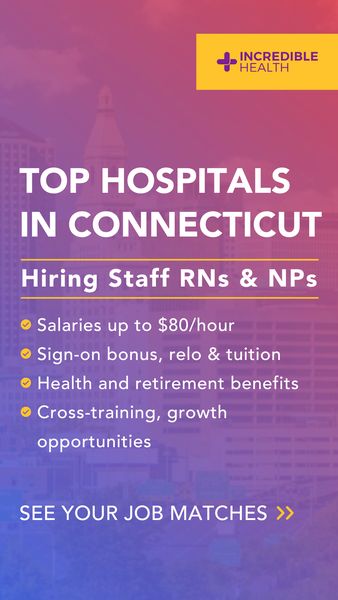 INCREDIBLE
HEALTH
TOP HOSPITALS
IN CONNECTICUT
Hiring Staff RNs & NPs
Salaries up to $80/hour
Sign-on bonus, relo & tuition
Health and retirement benefits
Cross-training, growth
opportunities
SEE YOUR JOB MATCHES »